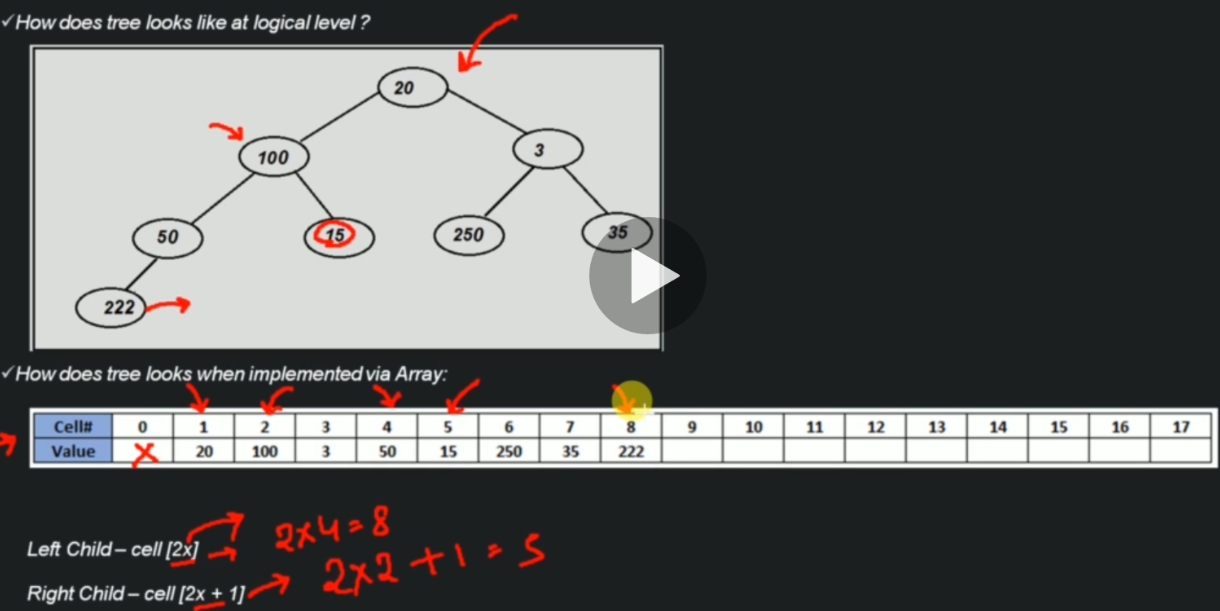 ✓How does tree looks like at logical level ?
20
100
3
50
15
250
35
222
✓How does tree looks when implemented via Array:
Cell# 0 1 2 3 4 5 6 7 8 9 10 11 12 13 14 15 16 17
Value X 20 100 3 50 15 250 35 222
2x4=8
Left Child – cell [2x]
2x2+1=5
Right Child – cell [2x + 1]